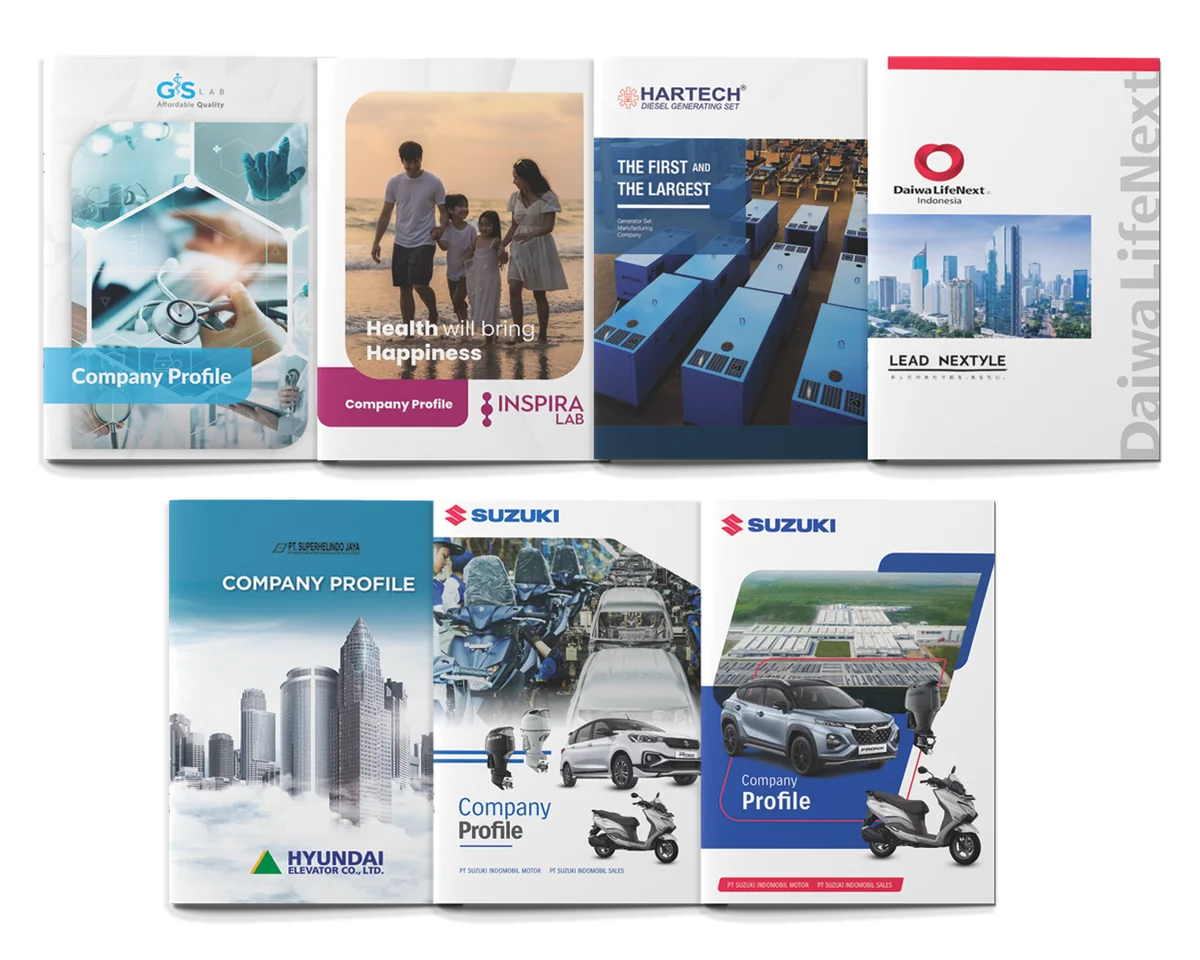 GS LAB
Affordable Quality
Company Profile
Health will bring
Happiness
Company Profile
INSPIRA
LAB
HARTECH®
DIESEL GENERATING SET
THE FIRST AND
THE LARGEST
Generator Set
Manufacturing
Company
DaiwaLifeNext
Indonesia
LEAD NEXTYLE
DaiwaLifeNext
PT. SUPERHELINDO JAYA
COMPANY PROFILE
HYUNDAI
ELEVATOR CO., LTD.
SUZUKI
Company
Profile
PT SUZUKI INDOMOBIL MOTOR PT SUZUKI INDOMOBIL SALES
SUZUKI
FRONX
Company
Profile
PT SUZUKI INDOMOBIL MOTOR PT SUZUKI INDOMOBIL SALES